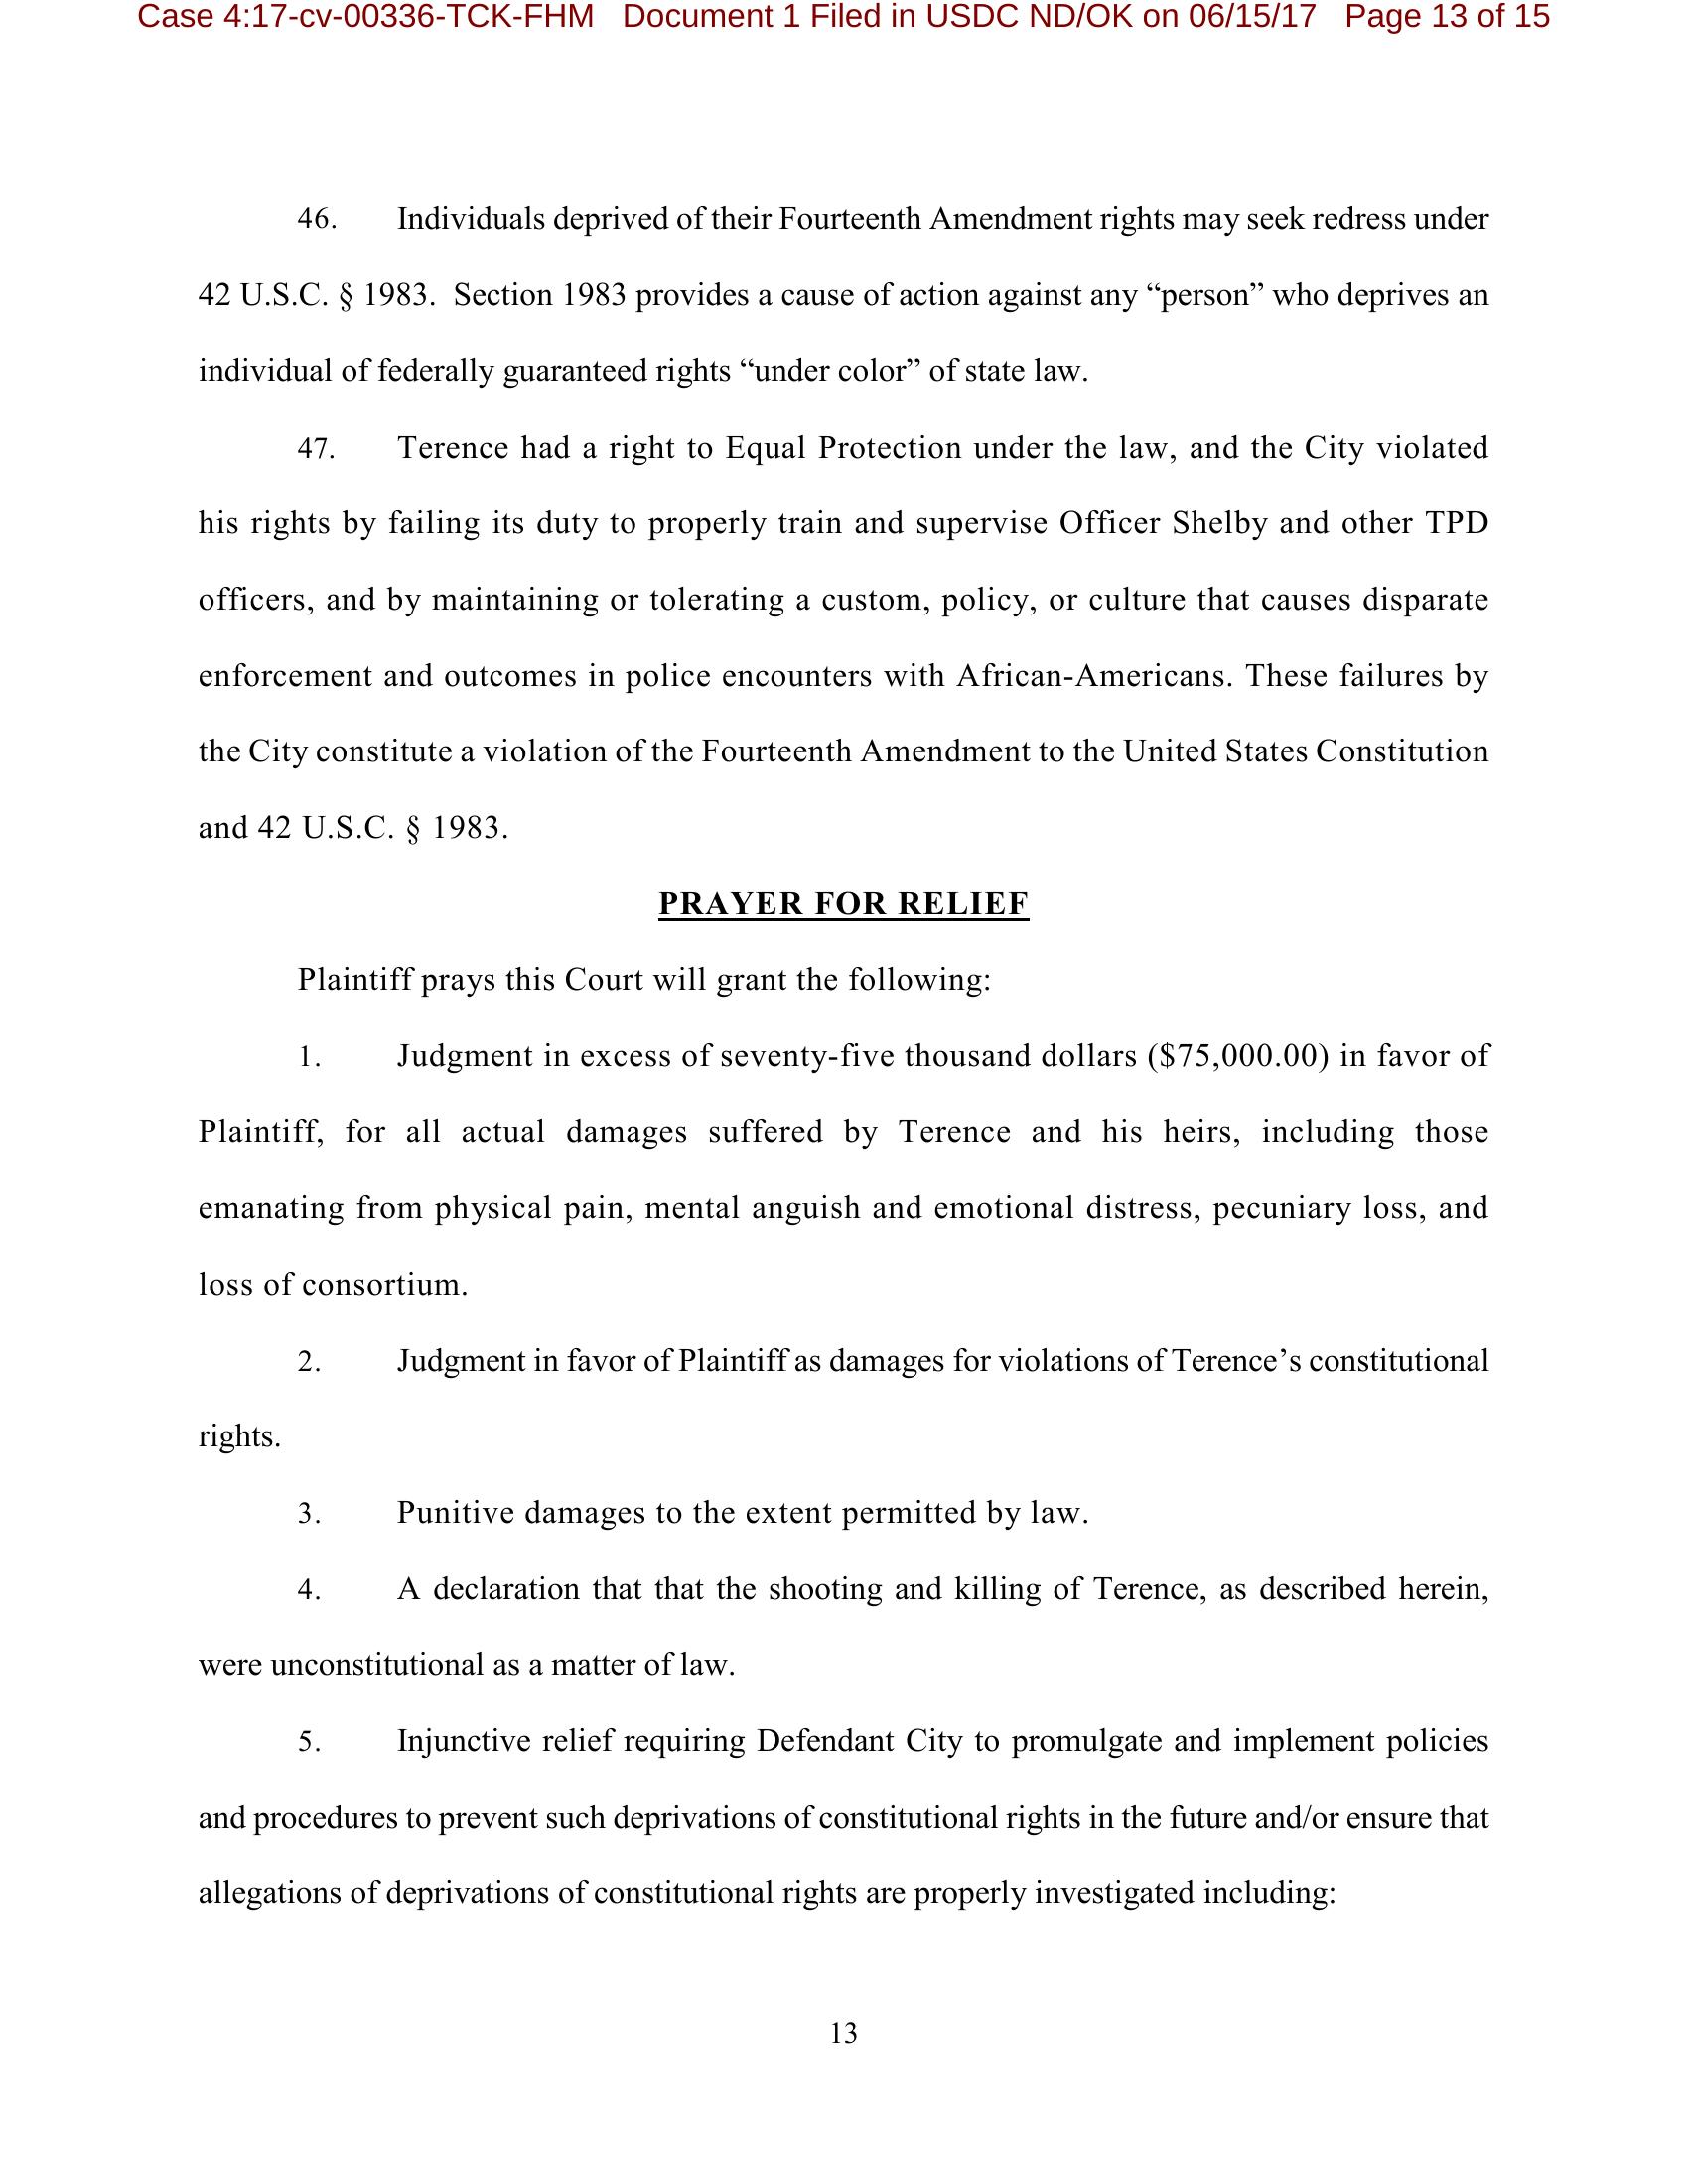 Case 4:17-cv-00336-TCK-FHM Document 1 Filed in USDC ND/OK on 06/15/17 Page 13 of 15
46. Individuals deprived of their Fourteenth Amendment rights may seek redress under
42 U.S.C. § 1983. Section 1983 provides a cause of action against any “person” who deprives an
individual of federally guaranteed rights “under color” of state law.
47. Terence had a right to Equal Protection under the law, and the City violated
his rights by failing its duty to properly train and supervise Officer Shelby and other TPD
officers, and by maintaining or tolerating a custom, policy, or culture that causes disparate
enforcement and outcomes in police encounters with African-Americans. These failures by
the City constitute a violation of the Fourteenth Amendment to the United States Constitution
and 42 U.S.C. § 1983.
PRAYER FOR RELIEF
Plaintiff prays this Court will grant the following:
1. Judgment in excess of seventy-five thousand dollars ($75,000.00) in favor of
Plaintiff, for all actual damages suffered by Terence and his heirs, including those
emanating from physical pain, mental anguish and emotional distress, pecuniary loss, and
loss of consortium.
2. Judgment in favor of Plaintiff as damages for violations of Terence’s constitutional
rights.
3. Punitive damages to the extent permitted by law.
4. A declaration that that the shooting and killing of Terence, as described herein,
were unconstitutional as a matter of law.
5. Injunctive relief requiring Defendant City to promulgate and implement policies
and procedures to prevent such deprivations of constitutional rights in the future and/or ensure that
allegations of deprivations of constitutional rights are properly investigated including:
13